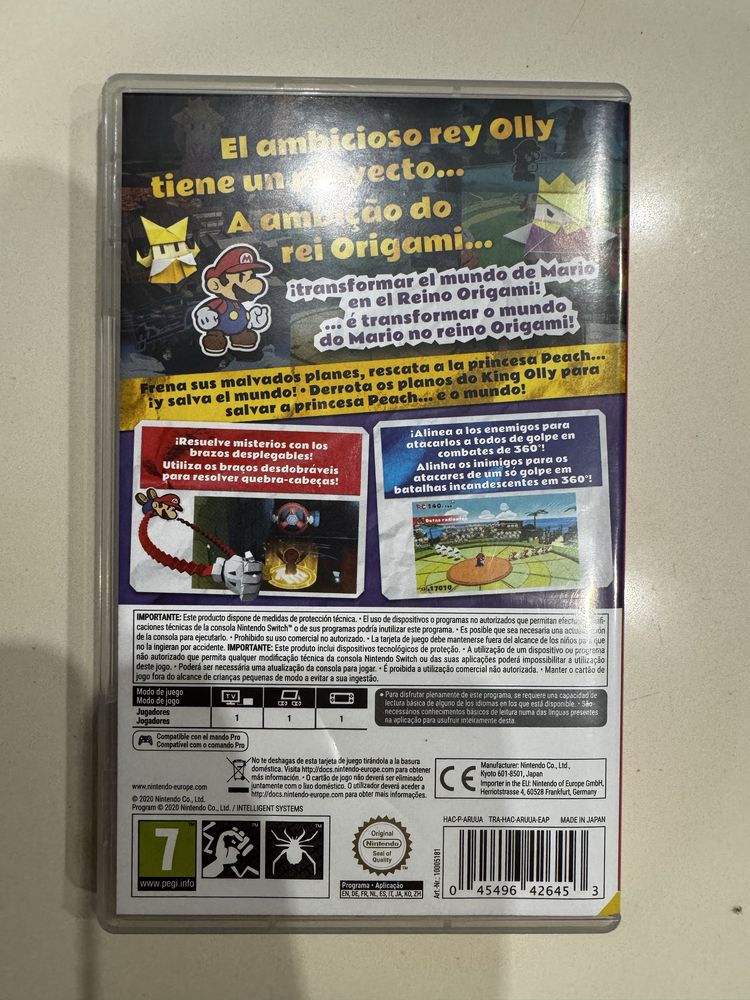 El ambicioso rey Olly
tiene un proyecto...
A ambição do
rei Origami...
¡transformar el mundo de Mario
en el Reino Origami!
... é transformar o mundo
do Mario no reino Origami!
Frena sus malvados planes, rescata a la princesa Peach...
¡y salva el mundo! • Derrota os planos do King Olly para
salvar a princesa Peach... e o mundo!
¡Resuelve misterios con los
brazos desplegables!
Utiliza os braços desdobráveis
para resolver quebra-cabeças!
¡Alinea a los enemigos para
atacarlos a todos de golpe en
combates de 360°!
Alinha os inimigos para os
atacares de um só golpe em
batalhas incandescentes em 360°!
140/
Botas radiantes
17010
IMPORTANTE: Este producto dispone de medidas de protección técnica. • El uso de dispositivos o programas no autorizados que permitan efectuar modifi-
caciones técnicas de la consola Nintendo Switch™ o de sus programas podría inutilizar este programa. • Es posible que sea necesaria una actualización
de la consola para ejecutarlo. • Prohibido su uso comercial no autorizado. • La tarjeta de juego debe mantenerse fuera del alcance de los niños para que
no la ingieran por accidente. IMPORTANTE: Este produto inclui dispositivos tecnológicos de proteção. • A utilização de um dispositivo ou programa
não autorizado que permita qualquer modificação técnica da consola Nintendo Switch ou das suas aplicações poderá impossibilitar a utilização
deste jogo. • Poderá ser necessária uma atualização da consola para jogar. • É proibida a utilização comercial não autorizada. • Manter o cartão de
jogo fora do alcance de crianças pequenas de modo a evitar a sua ingestão.
Modo de juego
Modo de jogo
TV
Jugadores
Jogadores
1 1 1
• Para disfrutar plenamente de este programa, se requiere una capacidad de
lectura básica de alguno de los idiomas en los que está disponible. • São
necessários conhecimentos básicos de leitura numa das línguas presentes
na aplicação para usufruir inteiramente desta.
Compatible con el mando Pro
Compatível com o comando Pro
No te deshagas de esta tarjeta de juego tirándola a la basura
doméstica. Visita http://docs.nintendo-europe.com para obtener
más información. • O cartão de jogo não deverá ser eliminado
juntamente com o lixo doméstico. O utilizador deverá aceder a
http://docs.nintendo-europe.com para obter mais informações.
CE
Manufacturer: Nintendo Co., Ltd.,
Kyoto 601-8501, Japan
Importer in the EU: Nintendo of Europe GmbH,
Herriotstrasse 4, 60528 Frankfurt, Germany
www.nintendo-europe.com
© 2020 Nintendo Co., Ltd.
Program © 2020 Nintendo Co., Ltd. / INTELLIGENT SYSTEMS
HAC-P-ARUUA TRA-HAC-ARUUA-EAP MADE IN JAPAN
7
www.pegi.info
Original
Nintendo
Seal of
Quality
Programa • Aplicação
EN, DE, FR, NL, ES, IT, JA, KO, ZH
Art.-Nr.: 10005181
0 45496 42645 3